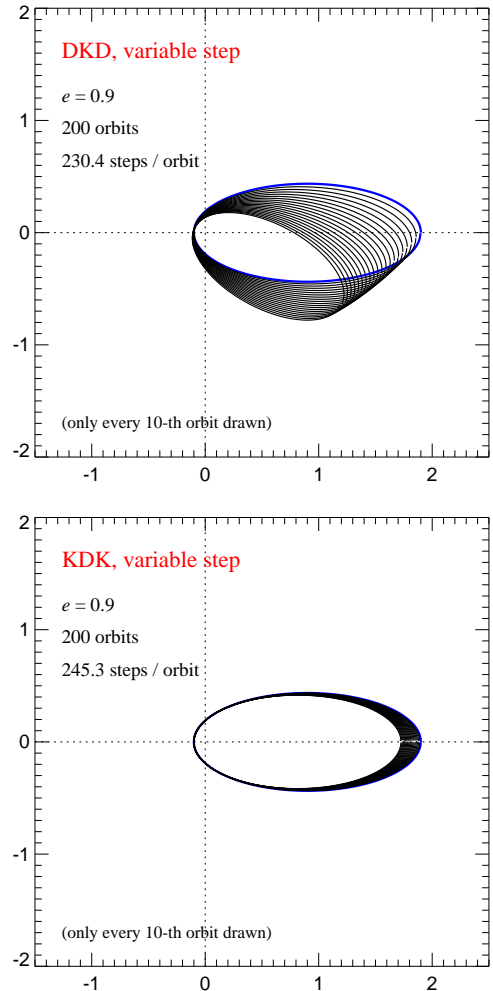 2
DKD, variable step
e = 0.9
1
200 orbits
230.4 steps / orbit
0
-1
(only every 10-th orbit drawn)
-2
-1 0 1 2
2
KDK, variable step
e = 0.9
1
200 orbits
245.3 steps / orbit
0
-1
(only every 10-th orbit drawn)
-2
-1 0 1 2